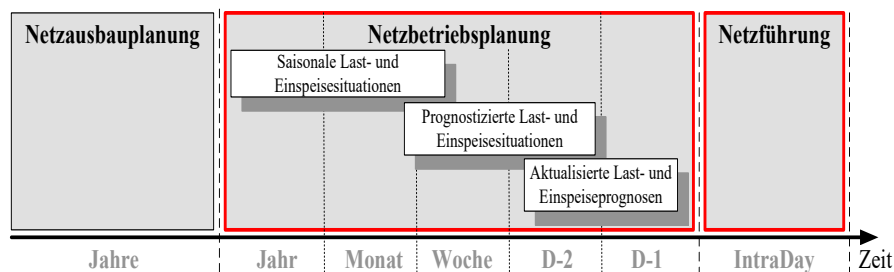 Netzausbauplanung
Netzbetriebsplanung
Netzführung
Saisonale Last- und
Einspeisesituationen
Prognostizierte Last- und
Einspeisesituationen
Aktualisierte Last- und
Einspeiseprognosen
Jahre
Jahr
Monat
Woche
D-2
D-1
IntraDay
Zeit